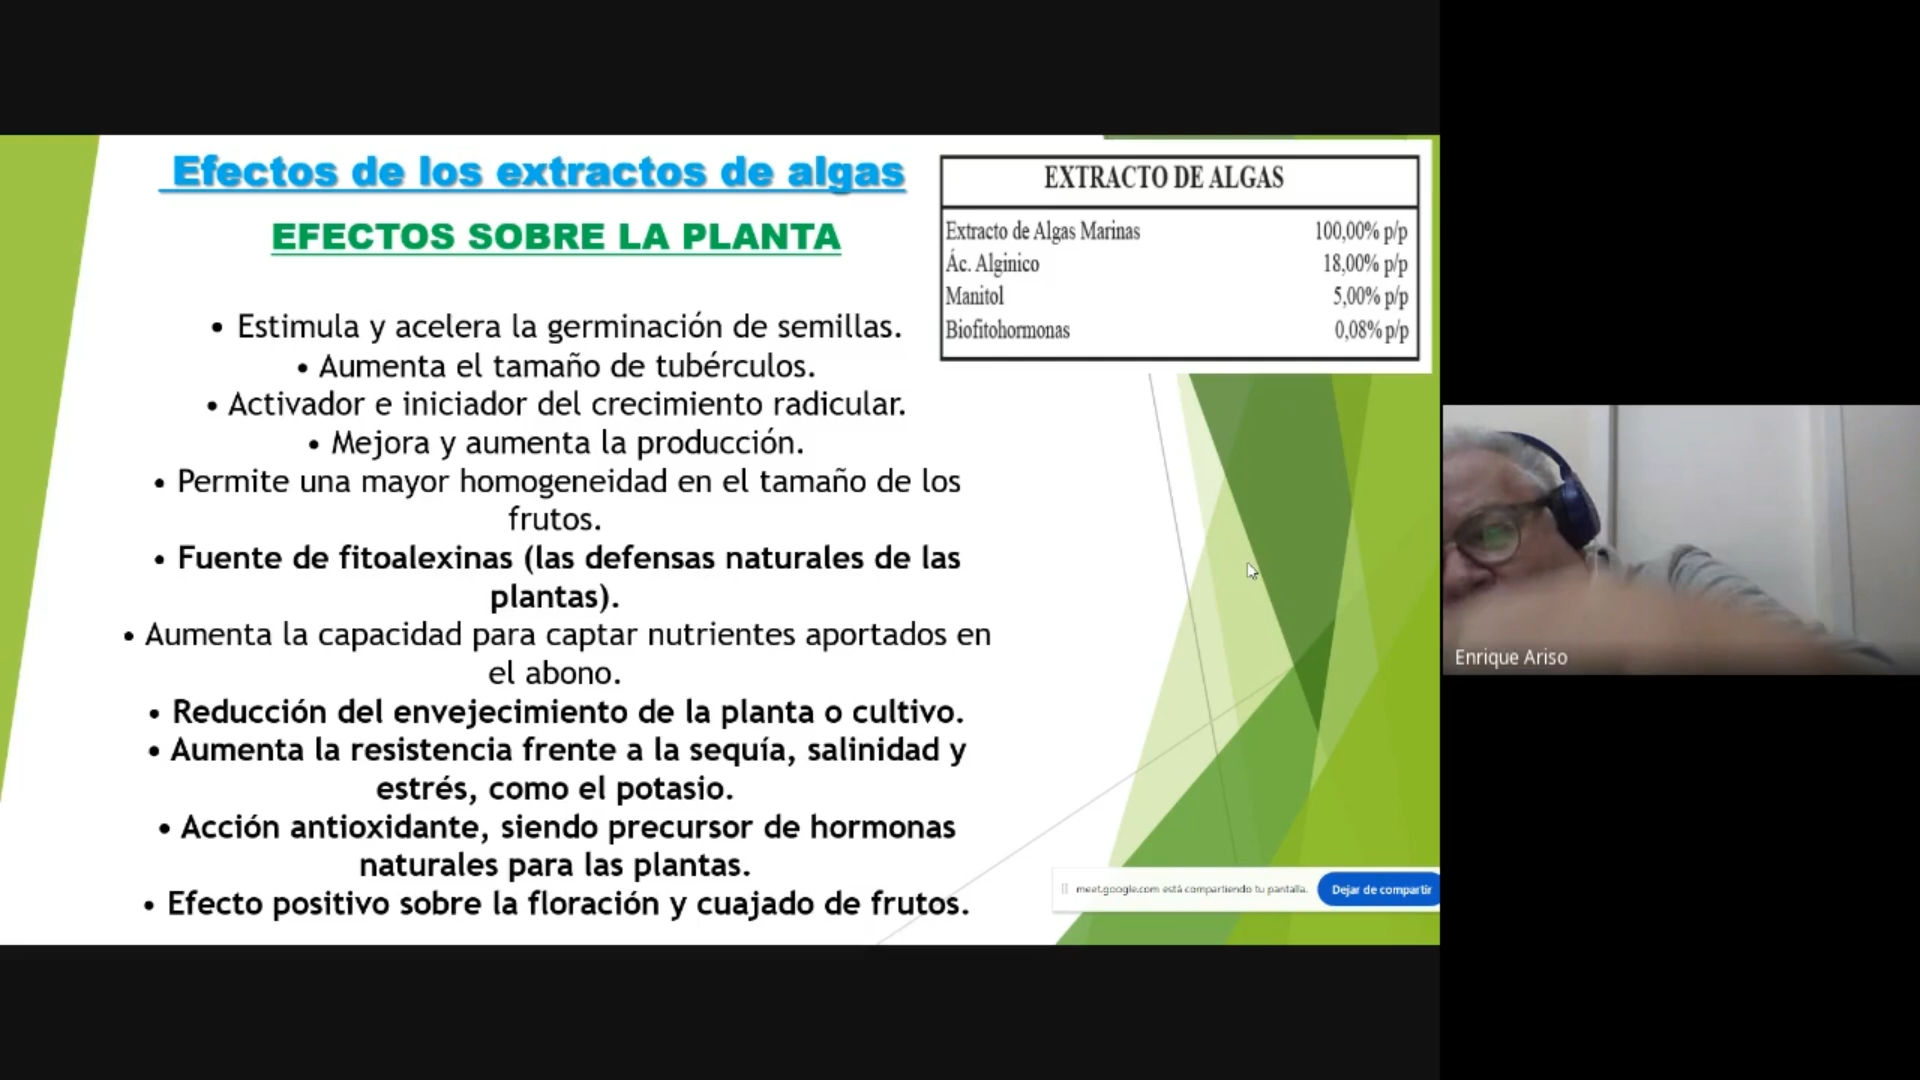 Efectos de los extractos de algas
EFECTOS SOBRE LA PLANTA
• Estimula y acelera la germinación de semillas.
• Aumenta el tamaño de tubérculos.
• Activador e iniciador del crecimiento radicular.
• Mejora y aumenta la producción.
• Permite una mayor homogeneidad en el tamaño de los
frutos.
• Fuente de fitoalexinas (las defensas naturales de las
plantas).
• Aumenta la capacidad para captar nutrientes aportados en
el abono.
• Reducción del envejecimiento de la planta o cultivo.
• Aumenta la resistencia frente a la sequía, salinidad y
estrés, como el potasio.
• Acción antioxidante, siendo precursor de hormonas
naturales para las plantas.
• Efecto positivo sobre la floración y cuajado de frutos.
EXTRACTO DE ALGAS
Extracto de Algas Marinas 100,00% p/p
Ác. Alginico 18,00% p/p
Manitol 5,00% p/p
Biofitohormonas 0,08% p/p
meet.google.com está compartiendo tu pantalla. Dejar de compartir
Enrique Ariso